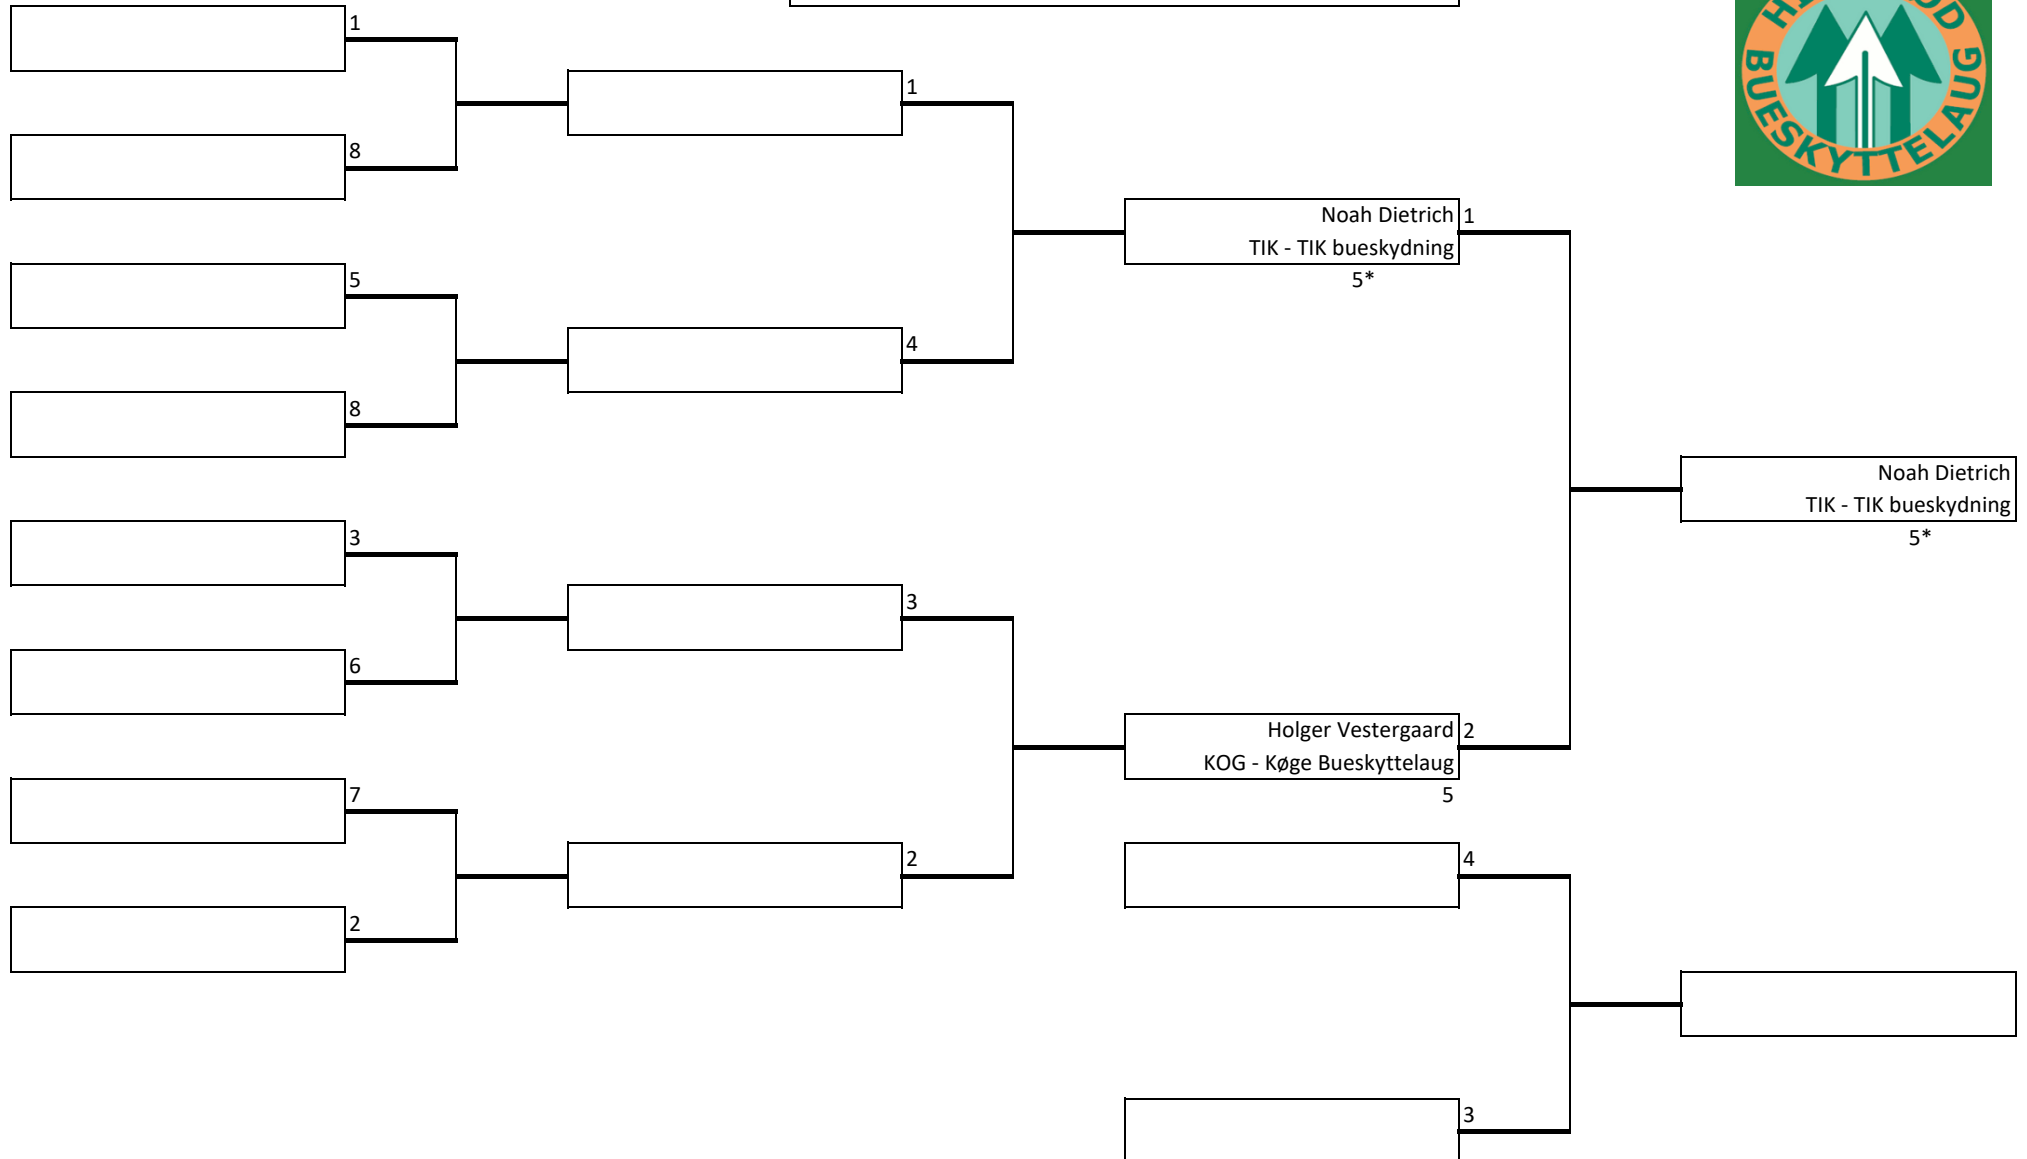 1
8
5
8
3
6
7
2
1
4
3
2
Noah Dietrich 1
TIK - TIK bueskydning
5*
Holger Vestergaard 2
KOG - Køge Bueskyttelaug
5
4
3
Noah Dietrich
TIK - TIK bueskydning
5*
BUESKYTTELAUG